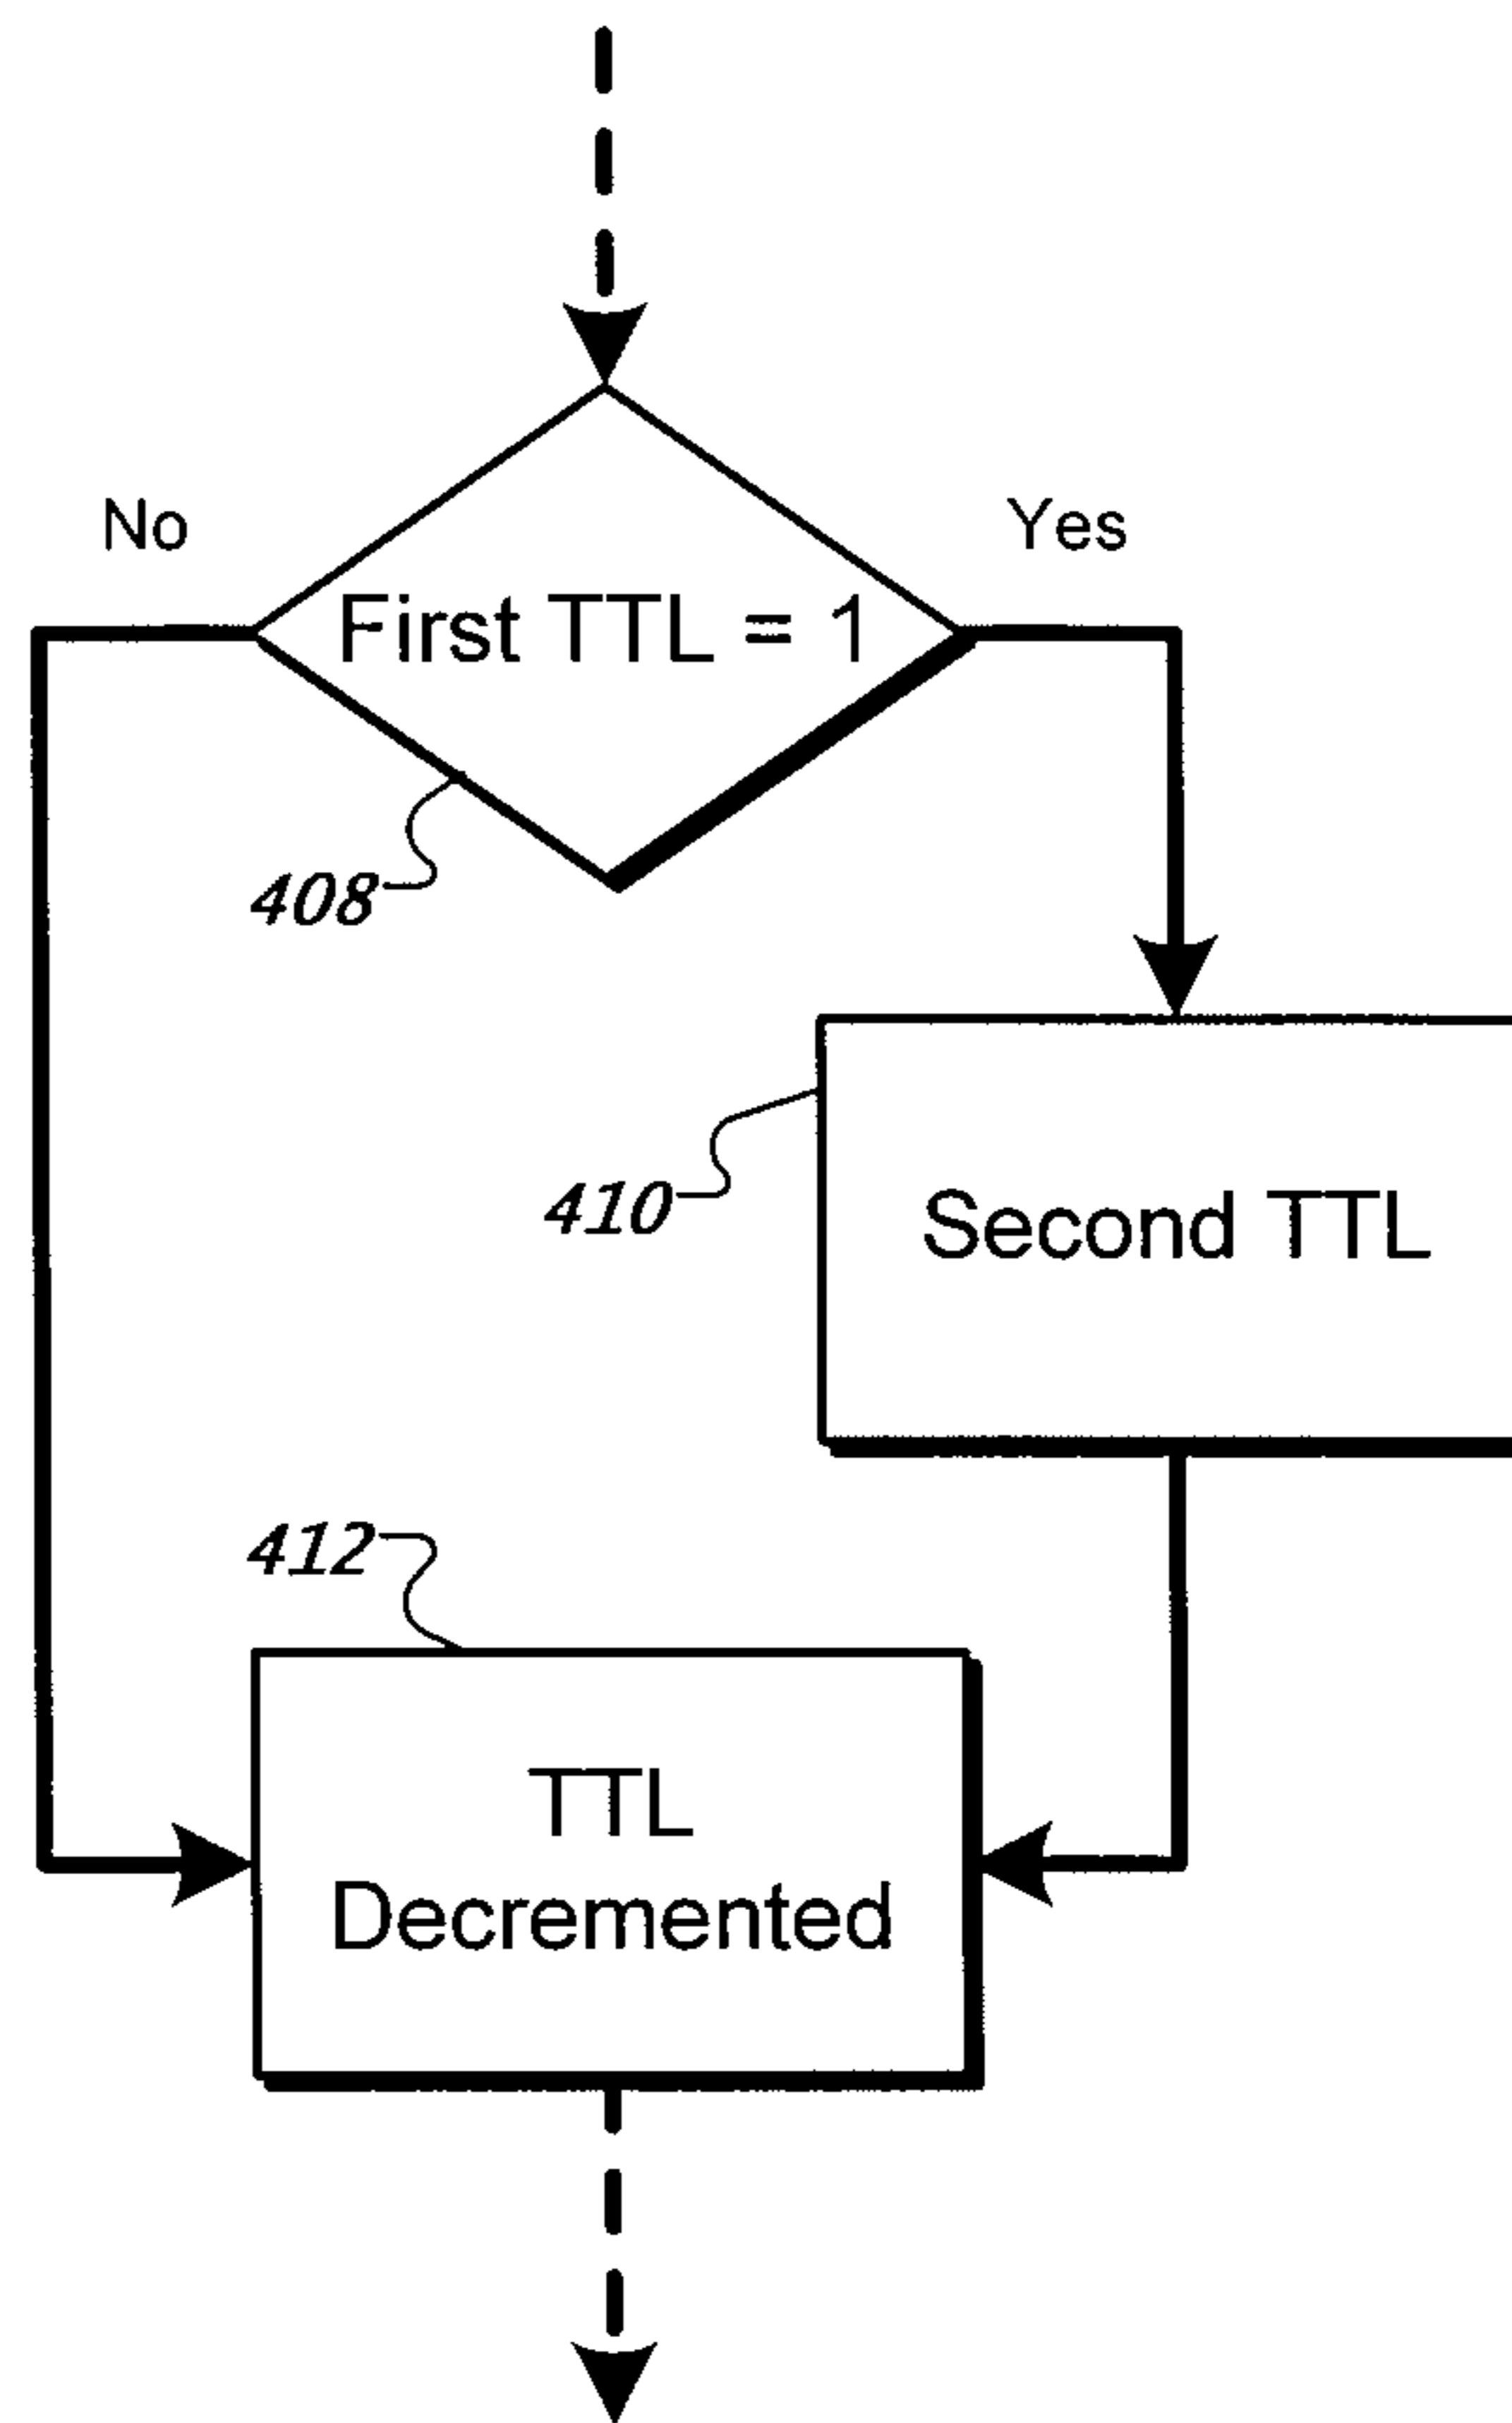 No
Yes
First TTL = 1
408
410
Second TTL
412
TTL
Decremented